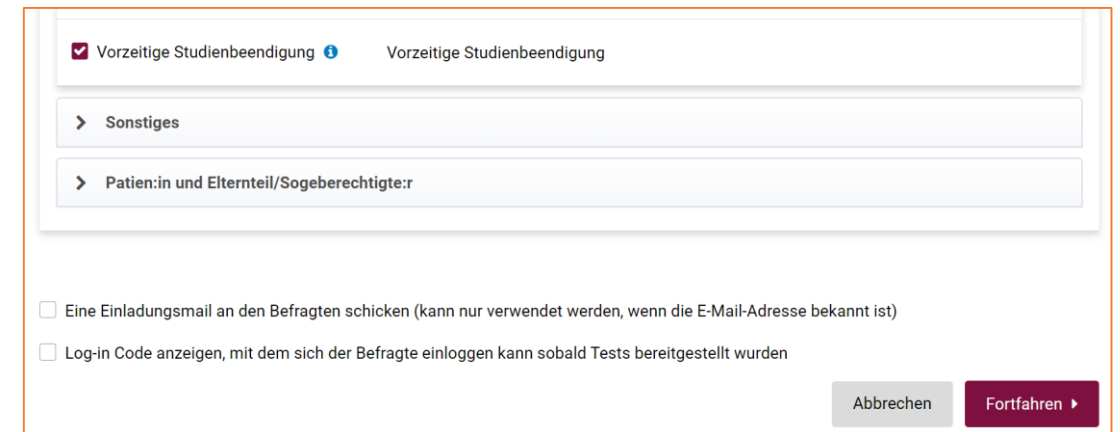 Vorzeitige Studienbeendigung Vorzeitige Studienbeendigung
Sonstiges
Patien:in und Elternteil/Sogeberechtigte:r
Eine Einladungsmail an den Befragten schicken (kann nur verwendet werden, wenn die E-Mail-Adresse bekannt ist)
Log-in Code anzeigen, mit dem sich der Befragte einloggen kann sobald Tests bereitgestellt wurden
Abbrechen Fortfahren